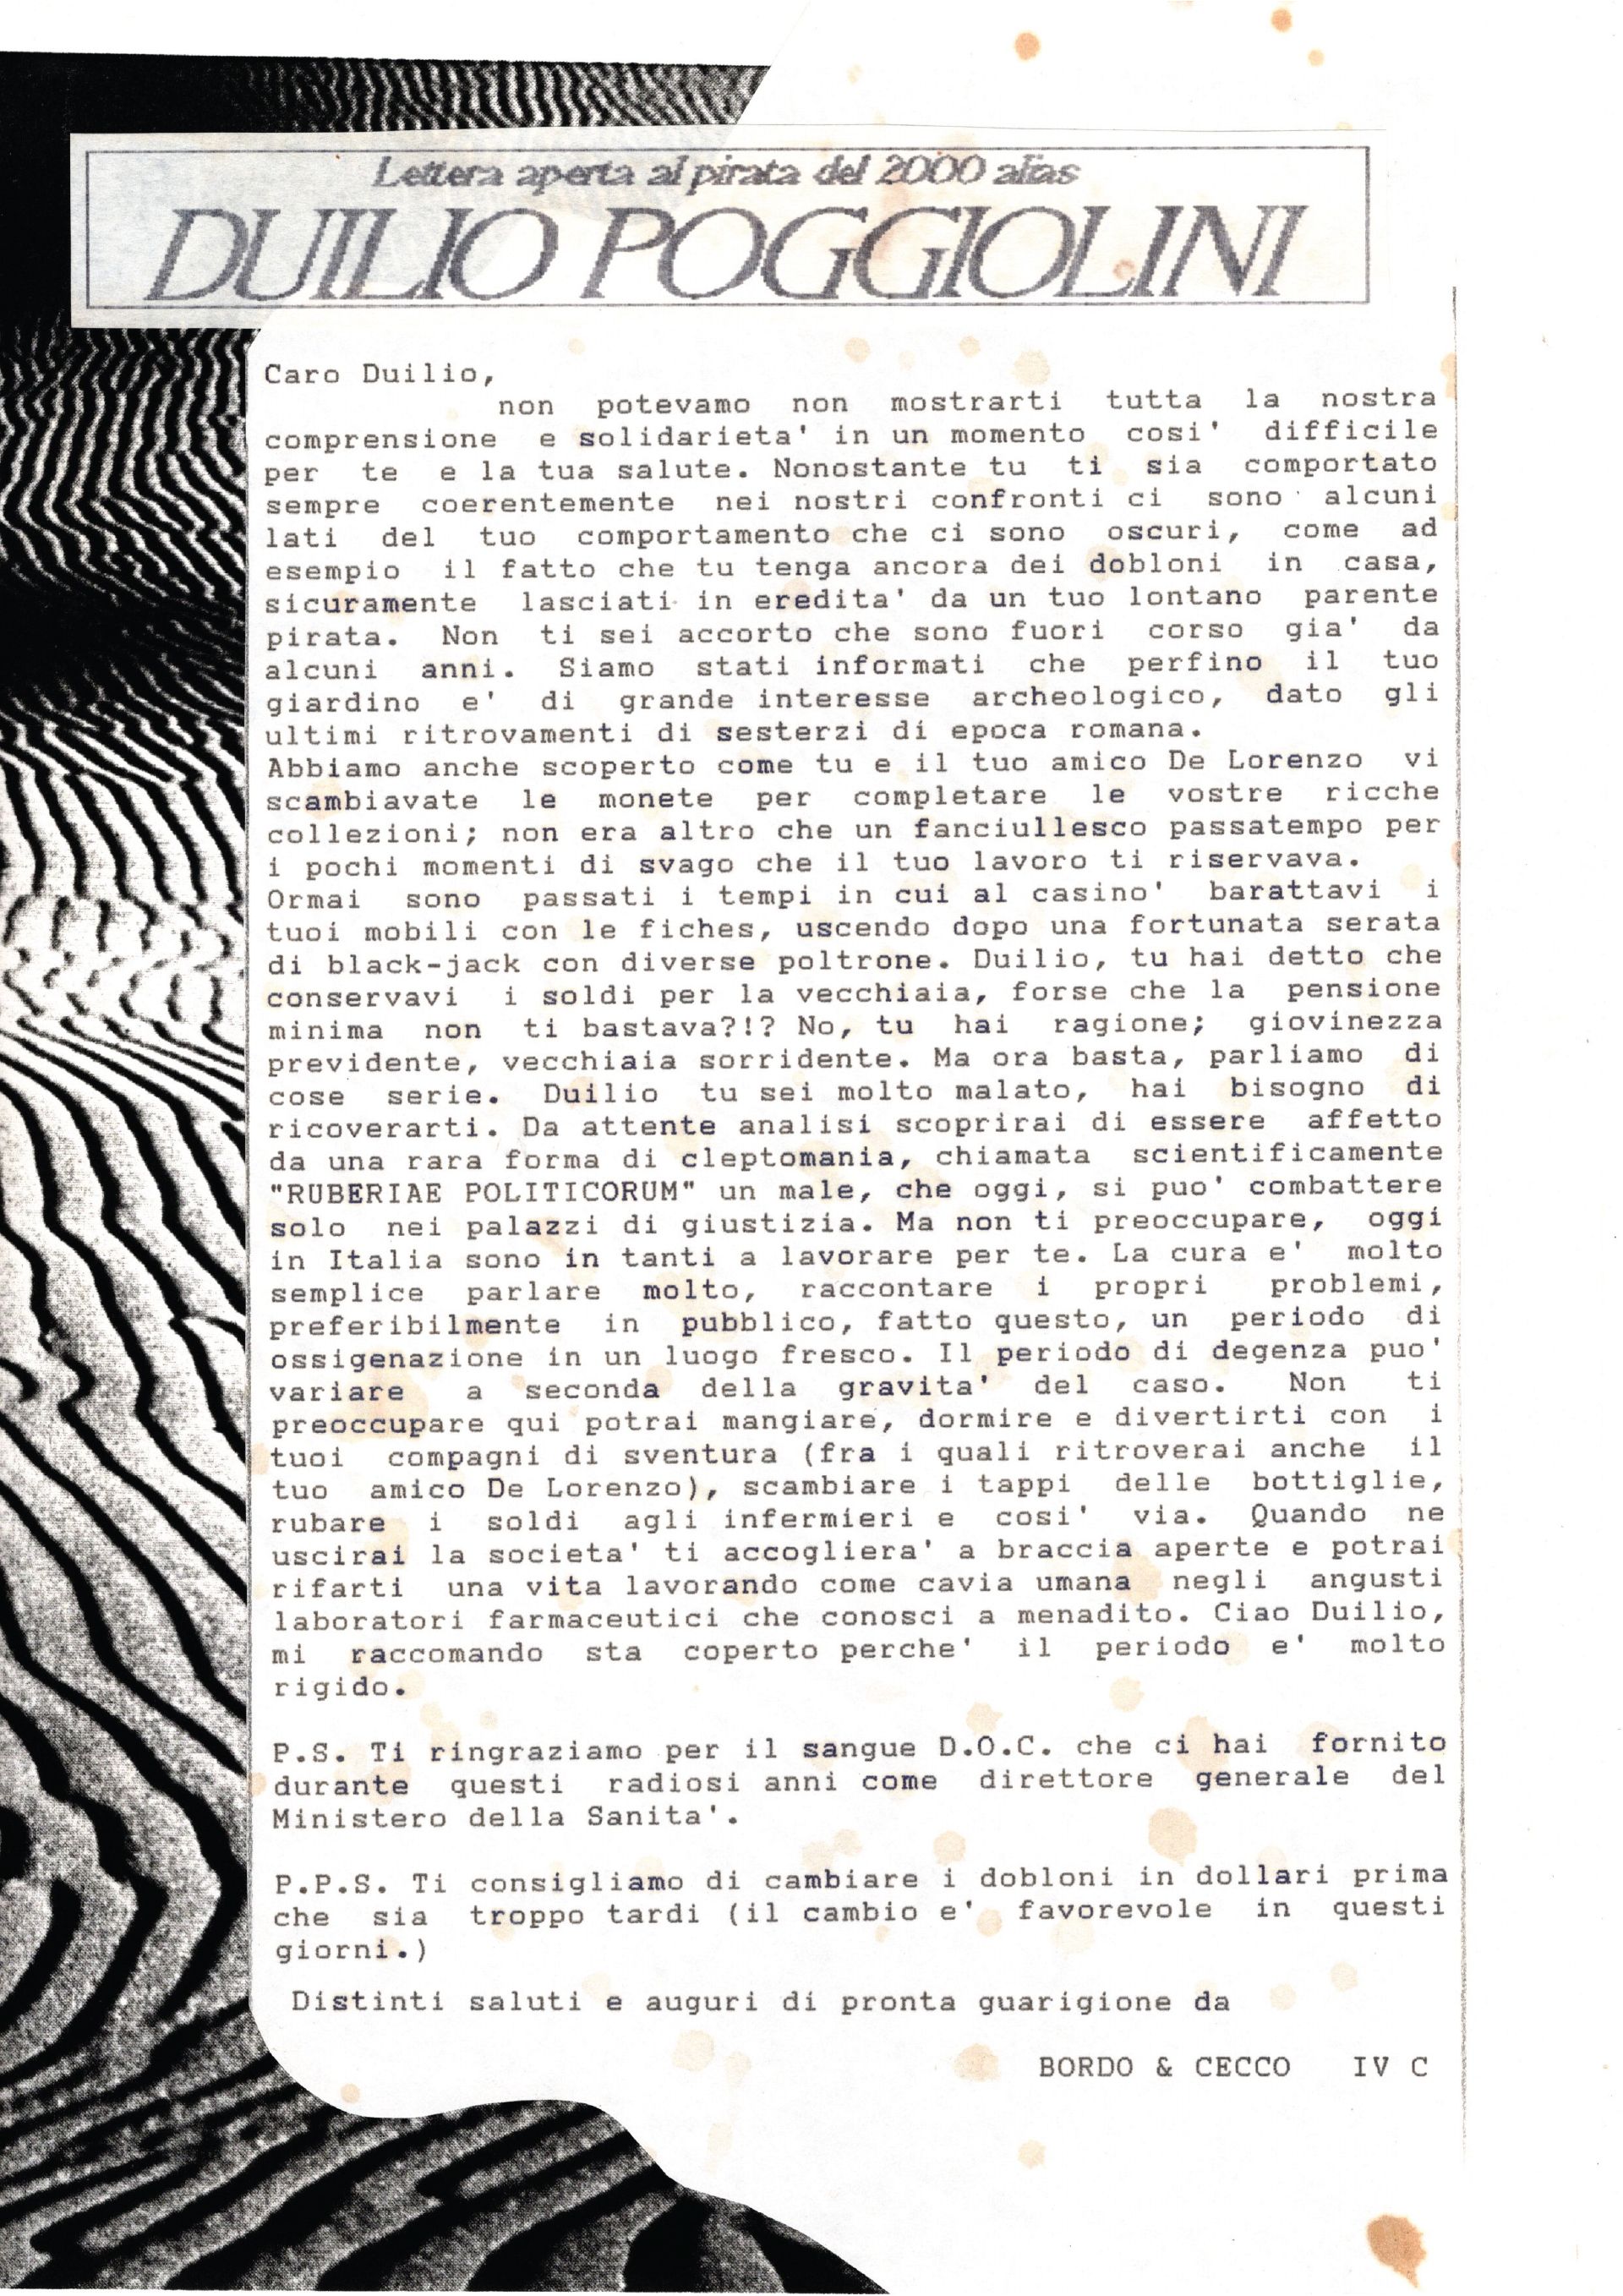 Lettera aperta al pirata del 2000 alias
DUILIO POGGIOLINI
Caro Duilio,
non potevamo non mostrarti tutta la nostra
comprensione e solidarieta' in un momento cosi' difficile
per te e la tua salute. Nonostante tu ti sia comportato
sempre coerentemente nei nostri confronti ci sono alcuni
lati del tuo comportamento che ci sono oscuri, come ad
esempio il fatto che tu tenga ancora dei dobloni in casa,
sicuramente lasciati in eredita' da un tuo lontano parente
pirata. Non ti sei accorto che sono fuori corso gia' da
alcuni anni. Siamo stati informati che perfino il tuo
giardino e' di grande interesse archeologico, dato gli
ultimi ritrovamenti di sesterzi di epoca romana.
Abbiamo anche scoperto come tu e il tuo amico De Lorenzo vi
scambiavate le monete per completare le vostre ricche
collezioni; non era altro che un fanciullesco passatempo per
i pochi momenti di svago che il tuo lavoro ti riservava.
Ormai sono passati i tempi in cui al casino' barattavi i
tuoi mobili con le fiches, uscendo dopo una fortunata serata
di black-jack con diverse poltrone. Duilio, tu hai detto che
conservavi i soldi per la vecchiaia, forse che la pensione
minima non ti bastava?!? No, tu hai ragione; giovinezza
previdente, vecchiaia sorridente. Ma ora basta, parliamo di
cose serie. Duilio tu sei molto malato, hai bisogno di
ricoverarti. Da attente analisi scoprirai di essere affetto
da una rara forma di cleptomania, chiamata scientificamente
"RUBERIAE POLITICORUM" un male, che oggi, si puo' combattere
solo nei palazzi di giustizia. Ma non ti preoccupare, oggi
in Italia sono in tanti a lavorare per te. La cura e' molto
semplice parlare molto, raccontare i propri problemi,
preferibilmente in pubblico, fatto questo, un periodo di
ossigenazione in un luogo fresco. Il periodo di degenza puo'
variare a seconda della gravita' del caso. Non ti
preoccupare qui potrai mangiare, dormire e divertirti con i
tuoi compagni di sventura (fra i quali ritroverai anche il
tuo amico De Lorenzo), scambiare i tappi delle bottiglie,
rubare i soldi agli infermieri e cosi' via. Quando ne
uscirai la societa' ti accogliera' a braccia aperte e potrai
rifarti una vita lavorando come cavia umana negli angusti
laboratori farmaceutici che conosci a menadito. Ciao Duilio,
mi raccomando sta coperto perche' il periodo e' molto
rigido.
P.S. Ti ringraziamo per il sangue D.O.C. che ci hai fornito
durante questi radiosi anni come direttore generale del
Ministero della Sanita'.
P.P.S. Ti consigliamo di cambiare i dobloni in dollari prima
che sia troppo tardi (il cambio e' favorevole in questi
giorni.)
Distinti saluti e auguri di pronta guarigione da
BORDO & CECCO IV C